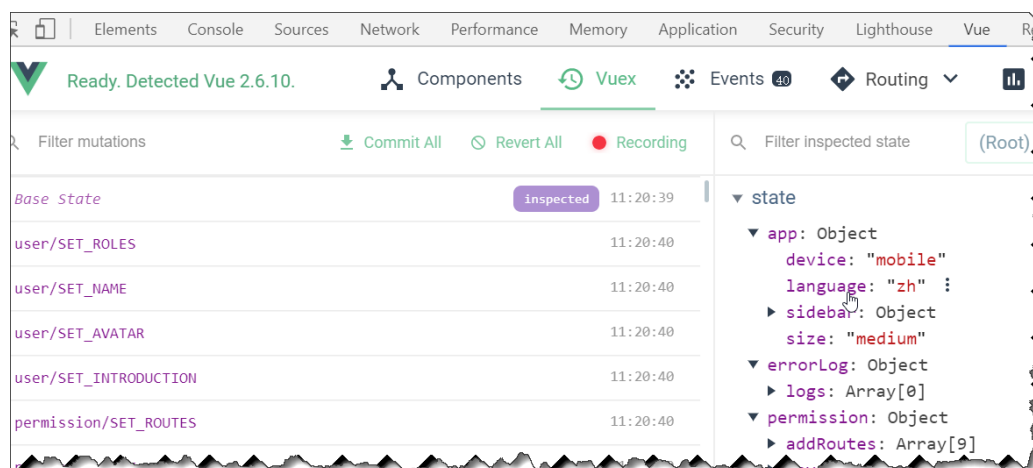 Elements Console Sources Network Performance Memory Application Security Lighthouse Vue
Ready. Detected Vue 2.6.10. Components Vuex Events 40 Routing
Filter mutations Commit All Revert All Recording Filter inspected state (Root)
Base State inspected 11:20:39
user/SET_ROLES 11:20:40
user/SET_NAME 11:20:40
user/SET_AVATAR 11:20:40
user/SET_INTRODUCTION 11:20:40
permission/SET_ROUTES 11:20:40
state
app: Object
device: "mobile"
language: "zh"
sidebar: Object
size: "medium"
errorLog: Object
logs: Array[0]
permission: Object
addRoutes: Array[9]